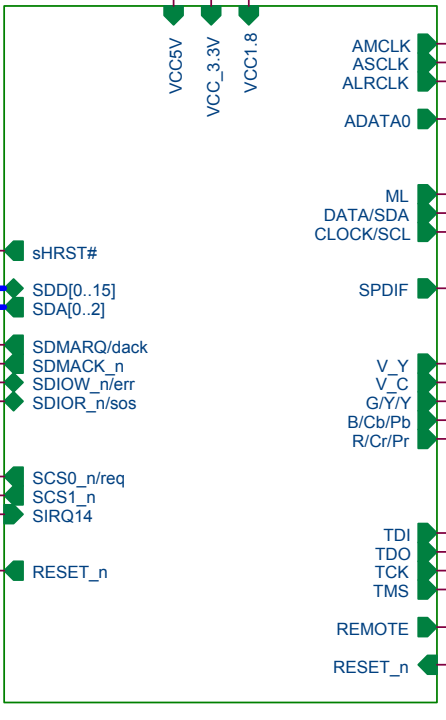 VCC5V
VCC_3.3V
VCC1.8
AMCLK
ASCLK
ALRCLK
ADATA0
ML
DATA/SDA
CLOCK/SCL
sHRST#
SDD[0..15]
SPDIF
SDA[0..2]
SDMARQ/dack
SDMACK_n
V_Y
SDIOW_n/err
V_C
SDIOR_n/sos
G/Y/Y
B/Cb/Pb
R/Cr/Pr
SCS0_n/req
SCS1_n
SIRQ14
TDI
TDO
RESET_n
TCK
TMS
REMOTE
RESET_n